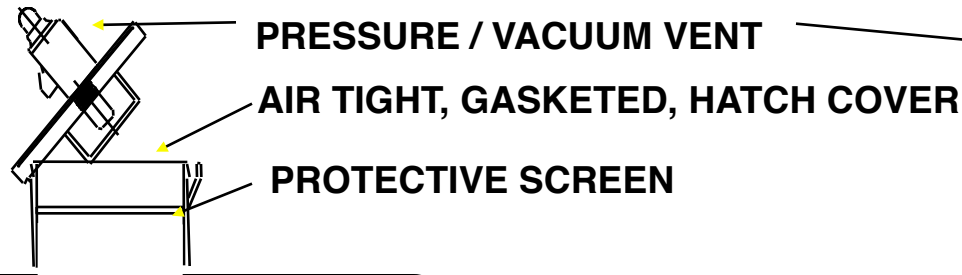 PRESSURE / VACUUM VENT
AIR TIGHT, GASKETED, HATCH COVER
PROTECTIVE SCREEN